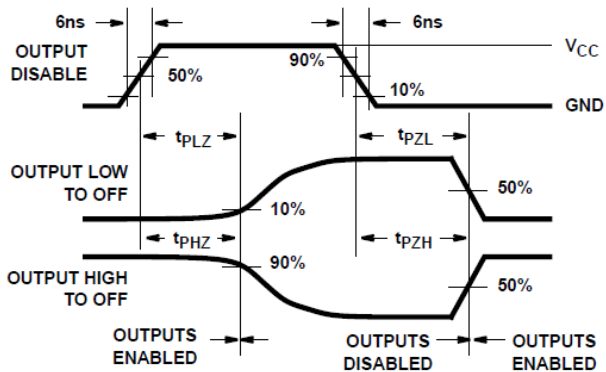 6ns
6ns
OUTPUT
DISABLE
50%
90%
10%
VCC
GND
tPLZ
tPZL
OUTPUT LOW
TO OFF
10%
50%
tPHZ
tPZH
OUTPUT HIGH
TO OFF
90%
50%
OUTPUTS
ENABLED
OUTPUTS
DISABLED
OUTPUTS
ENABLED